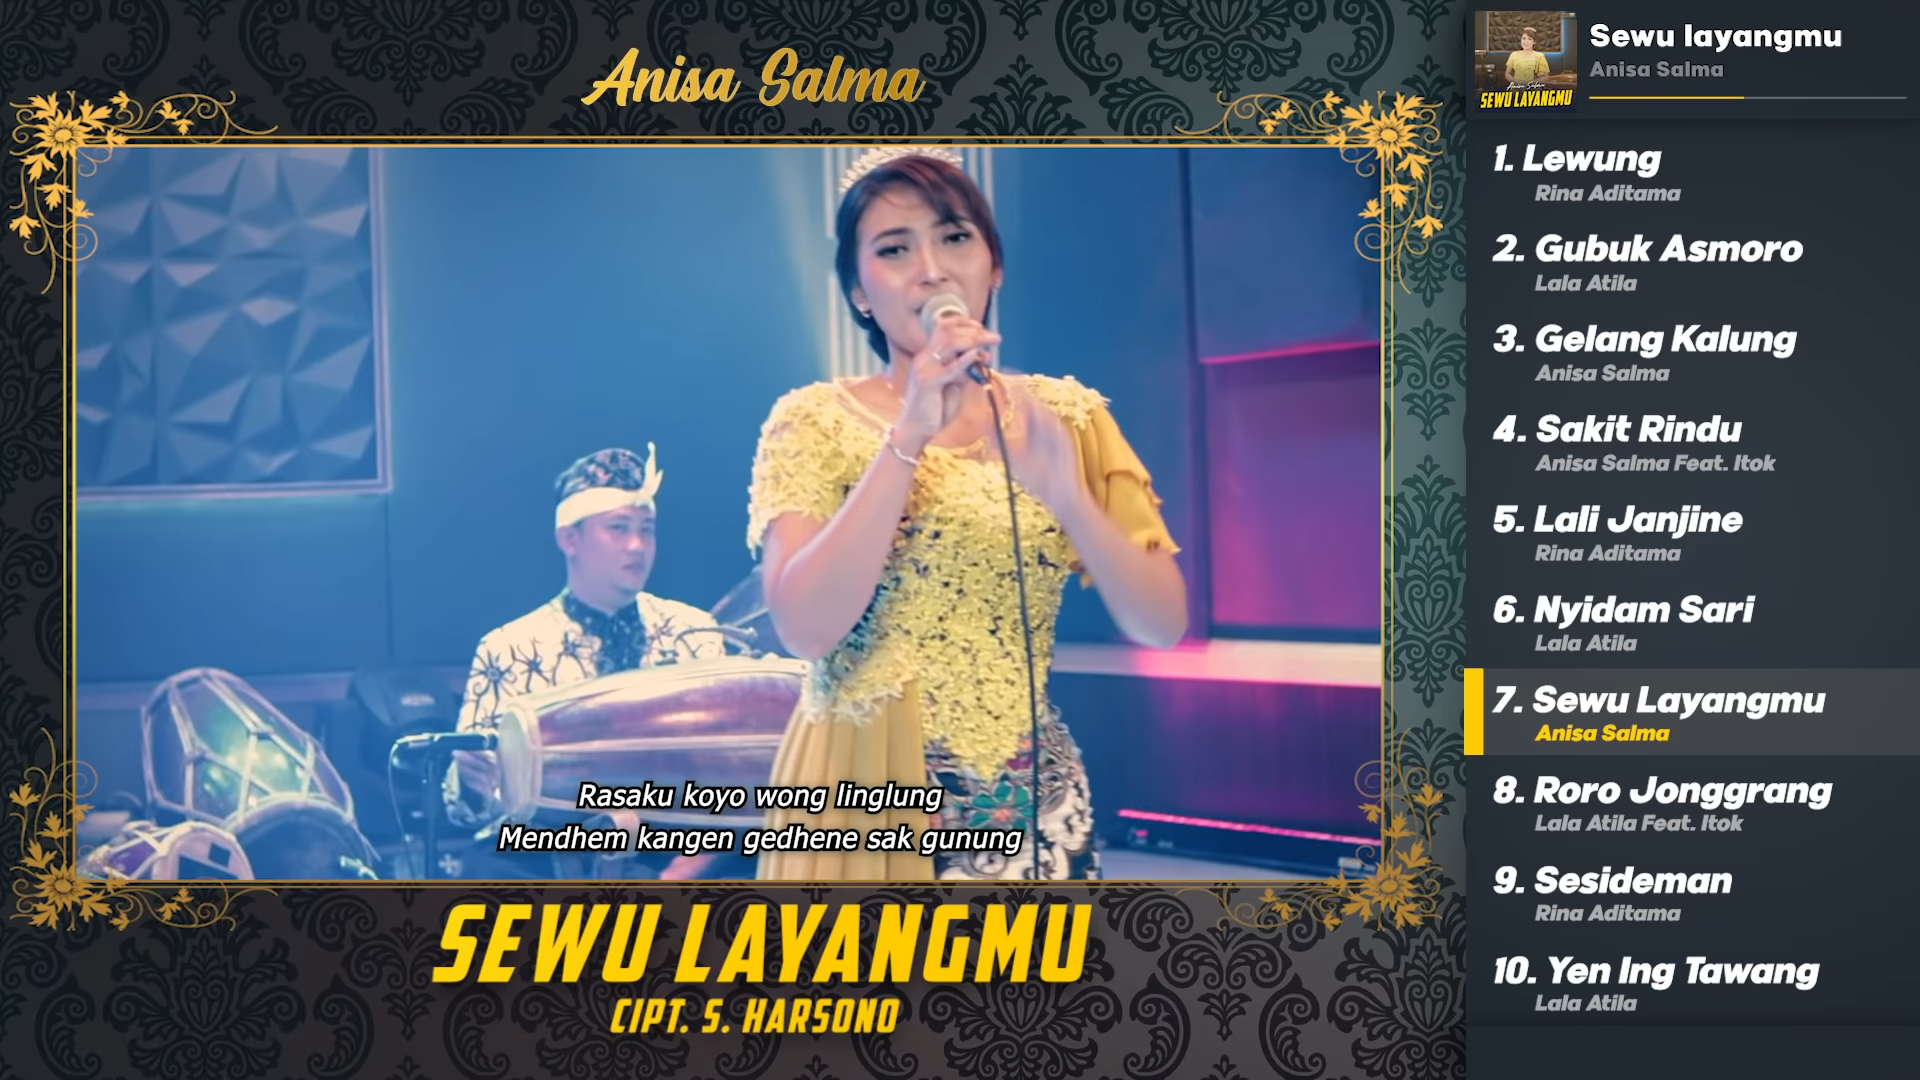 Anisa Salma
Rasaku koyo wong linglung
Mendhem kangen gedhene sak gunung
SEWU LAYANGMU
CIPT. S. HARSONO
Anisa Salma
SEWU LAYANGMU
Sewu layangmu
Anisa Salma
1. Lewung
Rina Aditama
2. Gubuk Asmoro
Lala Atila
3. Gelang Kalung
Anisa Salma
4. Sakit Rindu
Anisa Salma Feat. Itok
5. Lali Janjine
Rina Aditama
6. Nyidam Sari
Lala Atila
7. Sewu Layangmu
Anisa Salma
8. Roro Jonggrang
Lala Atila Feat. Itok
9. Sesideman
Rina Aditama
10. Yen Ing Tawang
Lala Atila